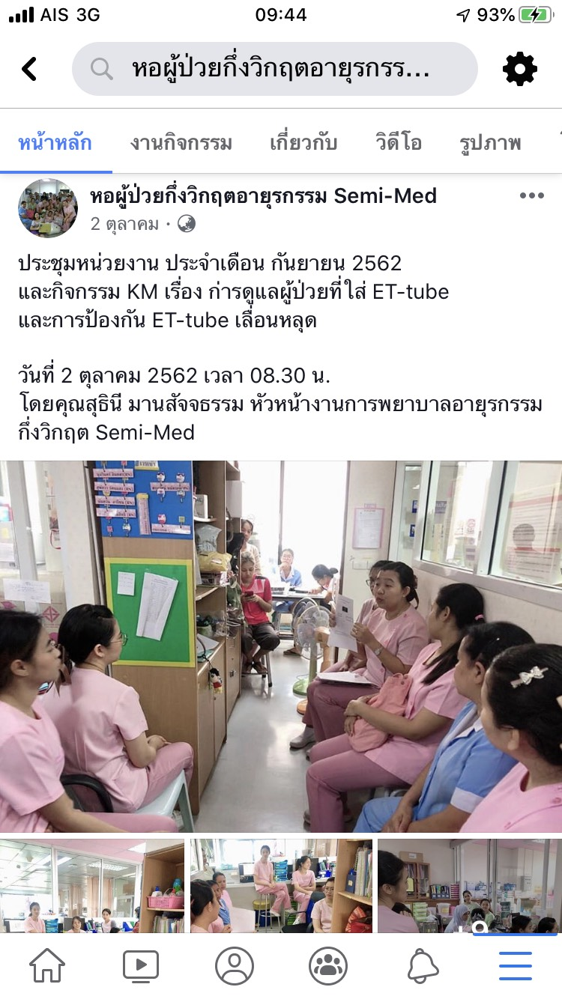 AIS 3G
09:44
93%
หอผู้ป่วยกึ่งวิกฤตอายุรกรร...
หน้าหลัก
งานกิจกรรม
เกี่ยวกับ
วิดีโอ
รูปภาพ
หอผู้ป่วยกึ่งวิกฤตอายุรกรรม Semi-Med
2 ตุลาคม ·
ประชุมหน่วยงาน ประจำเดือน กันยายน 2562
และกิจกรรม KM เรื่อง ก่ารดูแลผู้ป่วยที่ใส่ ET-tube
และการป้องกัน ET-tube เลื่อนหลุด
วันที่ 2 ตุลาคม 2562 เวลา 08.30 น.
โดยคุณสุธินี มานสัจจธรรม หัวหน้างานการพยาบาลอายุรกรรม
กึ่งวิกฤต Semi-Med
+9